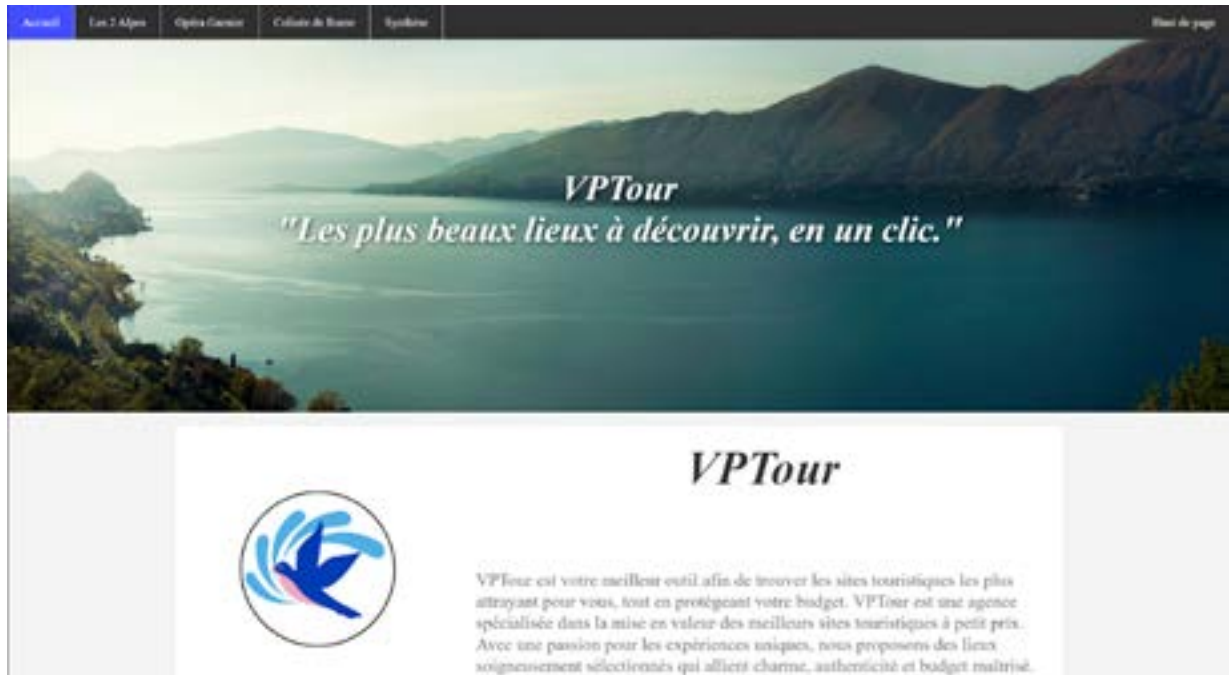 Accueil
Les 2 Alpes
Opéra Garnier
Colisée de Rome
Synthèse
Haut de page
VPTour
"Les plus beaux lieux à découvrir, en un clic."
VPTour
VPTour est votre meilleur outil afin de trouver les sites touristiques les plus
attrayant pour vous, tout en protégeant votre budget. VPTour est une agence
spécialisée dans la mise en valeur des meilleurs sites touristiques à petit prix.
Avec une passion pour les expériences uniques, nous proposons des lieux
soigneusement sélectionnés qui allient charme, authenticité et budget maîtrisé.